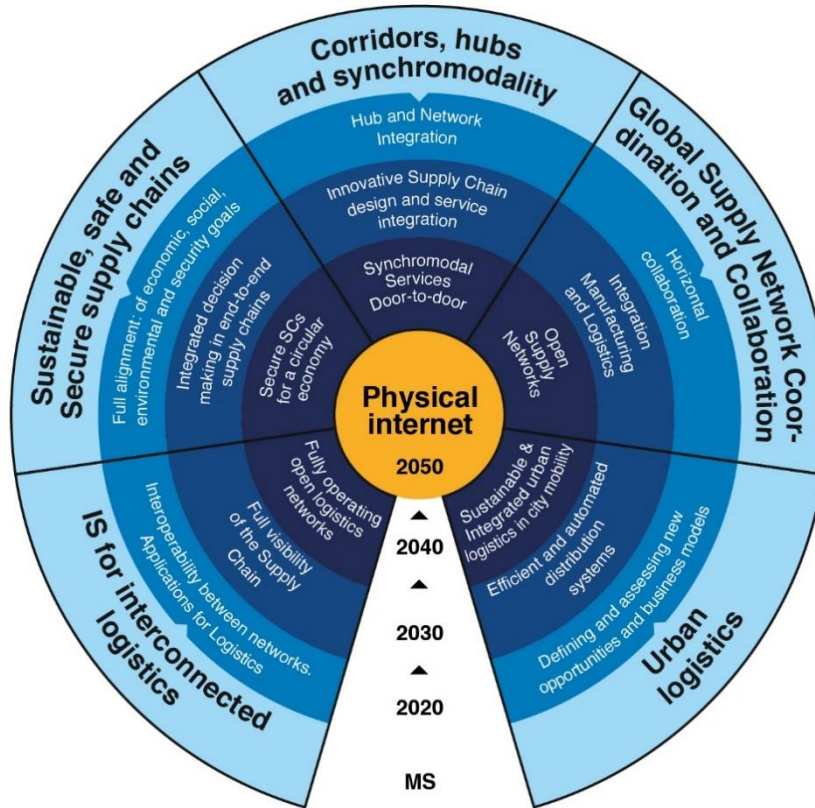 Corridors, hubs
and synchromodality
Hub and Network
Integration
Innovative Supply Chain
design and service
integration
Synchromodal
Services
Door-to-door
Global Supply Network Coor-
dination and Collaboration
Horizontal
collaboration
Integration
Manufacturing
and Logistics
Open
Supply
Networks
Urban
logistics
Defining and assessing new
opportunities and business models
Efficient and automated
distribution
systems
Sustainable &
Integrated urban
logistics in city mobility
IS for interconnected
logistics
Interoperability between networks.
Applications for Logistics
Full visibility
of the Supply
Chain
Fully operating
open logistics
networks
Sustainable, safe and
Secure supply chains
Full alignment: of economic, social,
environmental and security goals
Integrated decision
making in end-to-end
supply chains
Secure SCs
for a circular
economy
Physical
internet
2050
2040
2030
2020
MS